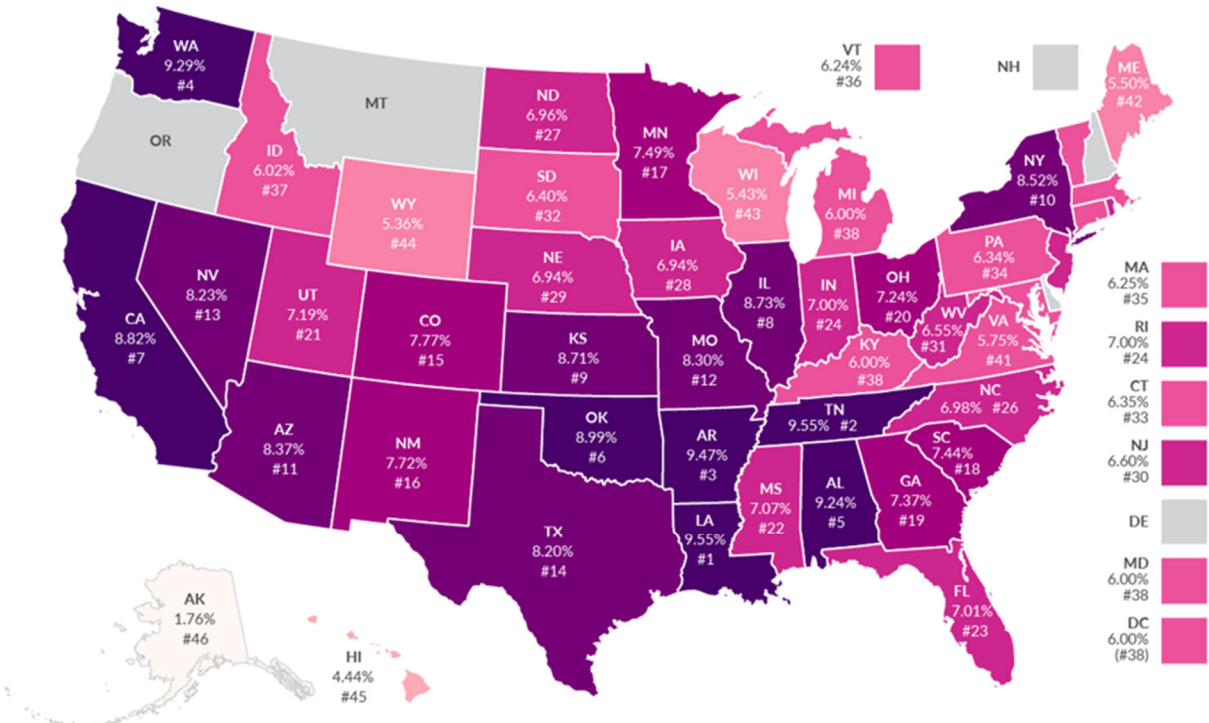 WA
9.29%
#4
MT
OR
ID
6.02%
#37
WY
5.36%
#44
ND
6.96%
#27
SD
6.40%
#32
NE
6.94%
#29
MN
7.49%
#17
WI
5.43%
#43
MI
6.00%
#38
VT
6.24%
#36
NH
ME
5.50%
#42
NY
8.52%
#10
PA
6.34%
#34
IA
6.94%
#28
IL
8.73%
#8
IN
7.00%
#24
OH
7.24%
#20
WV
6.55%
#31
VA
5.75%
#41
KY
6.00%
#38
NV
8.23%
#13
UT
7.19%
#21
CO
7.77%
#15
KS
8.71%
#9
MO
8.30%
#12
CA
8.82%
#7
AZ
8.37%
#11
NM
7.72%
#16
OK
8.99%
#6
AR
9.47%
#3
TN
9.55% #2
NC
6.98% #26
SC
7.44%
#18
MS
7.07%
#22
AL
9.24%
#5
GA
7.37%
#19
TX
8.20%
#14
LA
9.55%
#1
FL
7.01%
#23
AK
1.76%
#46
HI
4.44%
#45
MA
6.25%
#35
RI
7.00%
#24
CT
6.35%
#33
NJ
6.60%
#30
DE
MD
6.00%
#38
DC
6.00%
(#38)